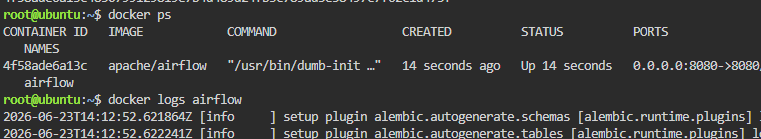 root@ubuntu:~$ docker ps
CONTAINER ID   IMAGE            COMMAND                  CREATED          STATUS          PORTS
    NAMES
4f58ade6a13c   apache/airflow   "/usr/bin/dumb-init …"   14 seconds ago   Up 14 seconds   0.0.0.0:8080->8080/
    airflow
root@ubuntu:~$ docker logs airflow
2026-06-23T14:12:52.621864Z [info     ] setup plugin alembic.autogenerate.schemas [alembic.runtime.plugins] l
2026-06-23T14:12:52.622241Z [info     ] setup plugin alembic.autogenerate.tables [alembic.runtime.plugins] lo